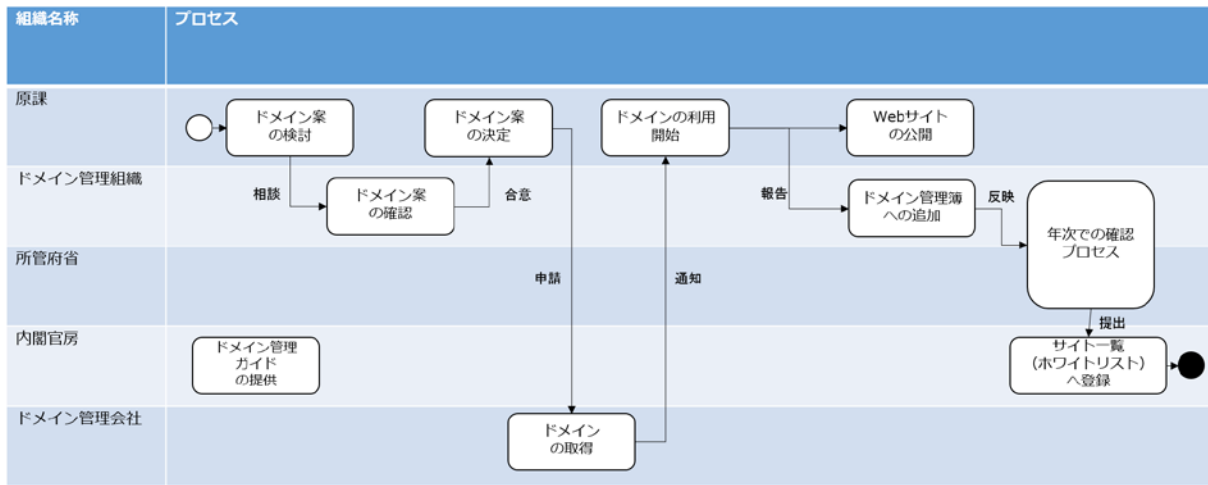 組織名称
プロセス
原課
ドメイン案
の検討
ドメイン案
の決定
ドメインの利用
開始
Webサイト
の公開
ドメイン管理組織
相談
ドメイン案
の確認
合意
報告
ドメイン管理簿
への追加
反映
年次での確認
プロセス
所管府省
申請
通知
提出
内閣官房
ドメイン管理
ガイド
の提供
サイト一覧
(ホワイトリスト)
へ登録
ドメイン管理会社
ドメイン
の取得